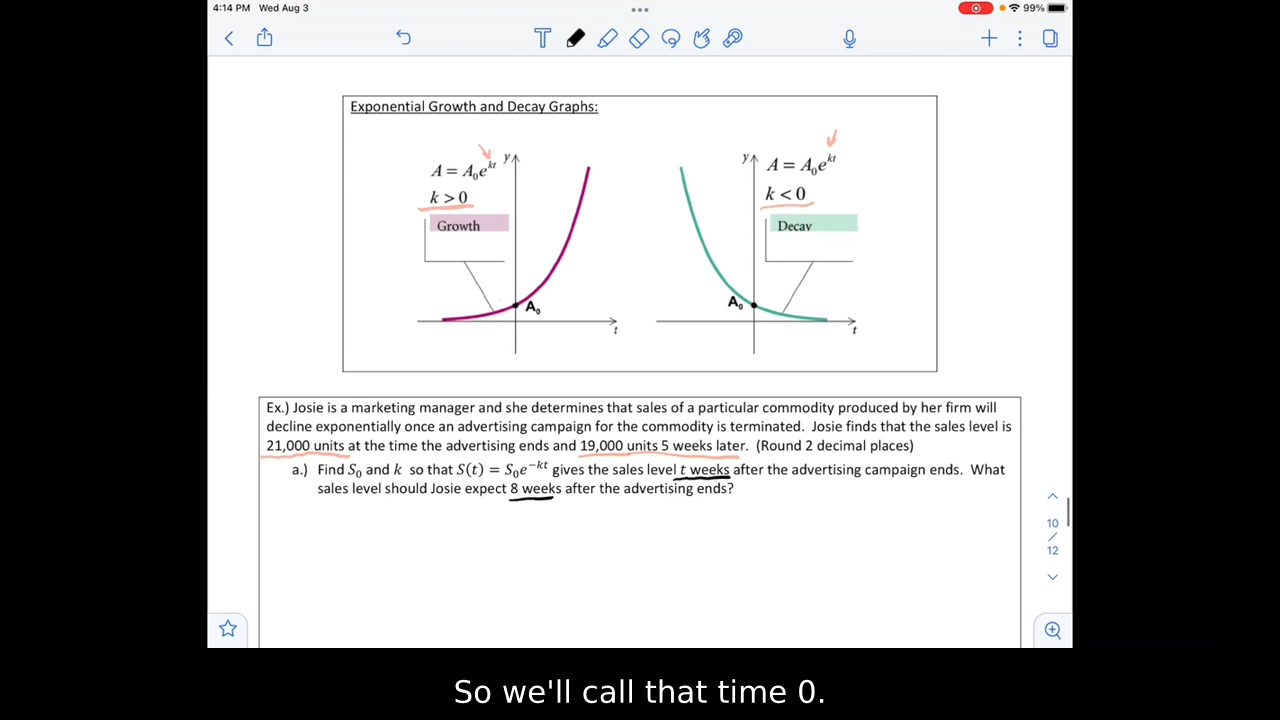 4:14 PM Wed Aug 3
99%
Exponential Growth and Decay Graphs:
A = A₀eᵏᵗ
k > 0
Growth
y
A₀
t
y
A = A₀eᵏᵗ
k < 0
Decay
A₀
t
Ex.) Josie is a marketing manager and she determines that sales of a particular commodity produced by her firm will
decline exponentially once an advertising campaign for the commodity is terminated. Josie finds that the sales level is
21,000 units at the time the advertising ends and 19,000 units 5 weeks later. (Round 2 decimal places)
a.) Find S₀ and k so that S(t) = S₀e⁻ᵏᵗ gives the sales level t weeks after the advertising campaign ends. What
sales level should Josie expect 8 weeks after the advertising ends?
10
/
12
So we'll call that time 0.